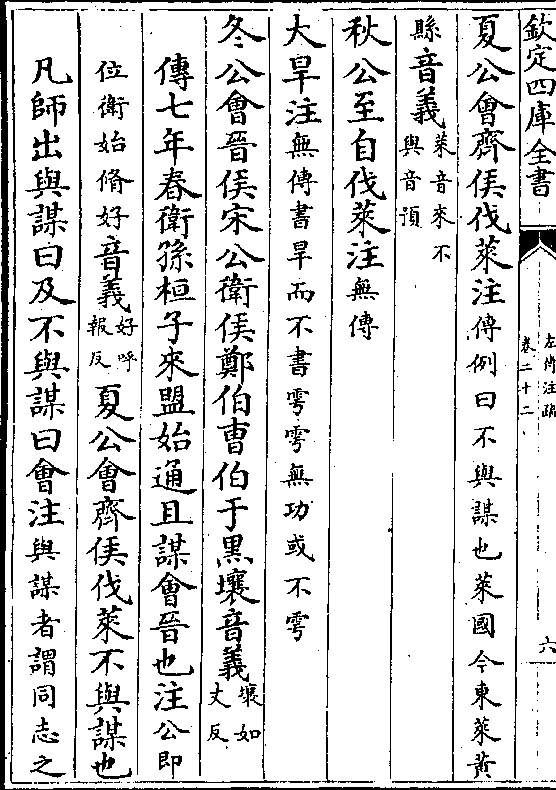 欽定四庫全書
左傳注疏
卷二十二
六
夏公會齊侯伐萊注傳例曰不與謀也萊國今東萊黃
縣音義萊音來不
與音預
秋公至自伐萊注無傳
大旱注無傳書旱而不書雩雩無功或不雩
冬公會晉侯宋公衛侯鄭伯曹伯于黑壤音義壤如
丈反
傳七年春衛孫桓子來盟始通且謀會晉也注公即
位衛始脩好音義好呼
報反夏公會齊侯伐萊不與謀也
凡師出與謀曰及不與謀曰會注與謀者謂同志之